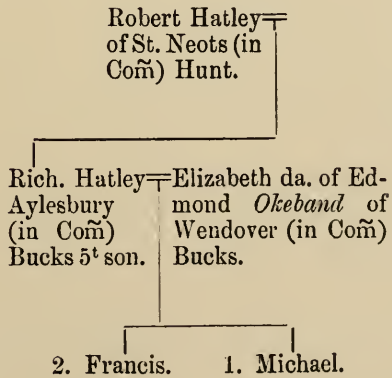 Robert Hatley
of St. Neots (in
Com̃) Hunt.
Rich. Hatley
Aylesbury
(in Com̃)
Bucks 5ᵗ son.
Elizabeth da. of Ed-
mond Okeband of
Wendover (in Com̃)
Bucks.
2. Francis.
1. Michael.